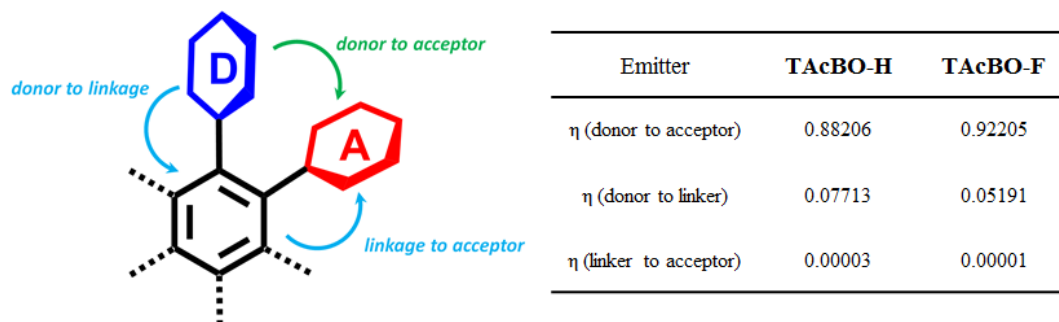 D
donor to acceptor
donor to linkage
A
linkage to acceptor
Emitter TAcBO-H TAcBO-F
η (donor to acceptor) 0.88206 0.92205
η (donor to linker) 0.07713 0.05191
η (linker to acceptor) 0.00003 0.00001